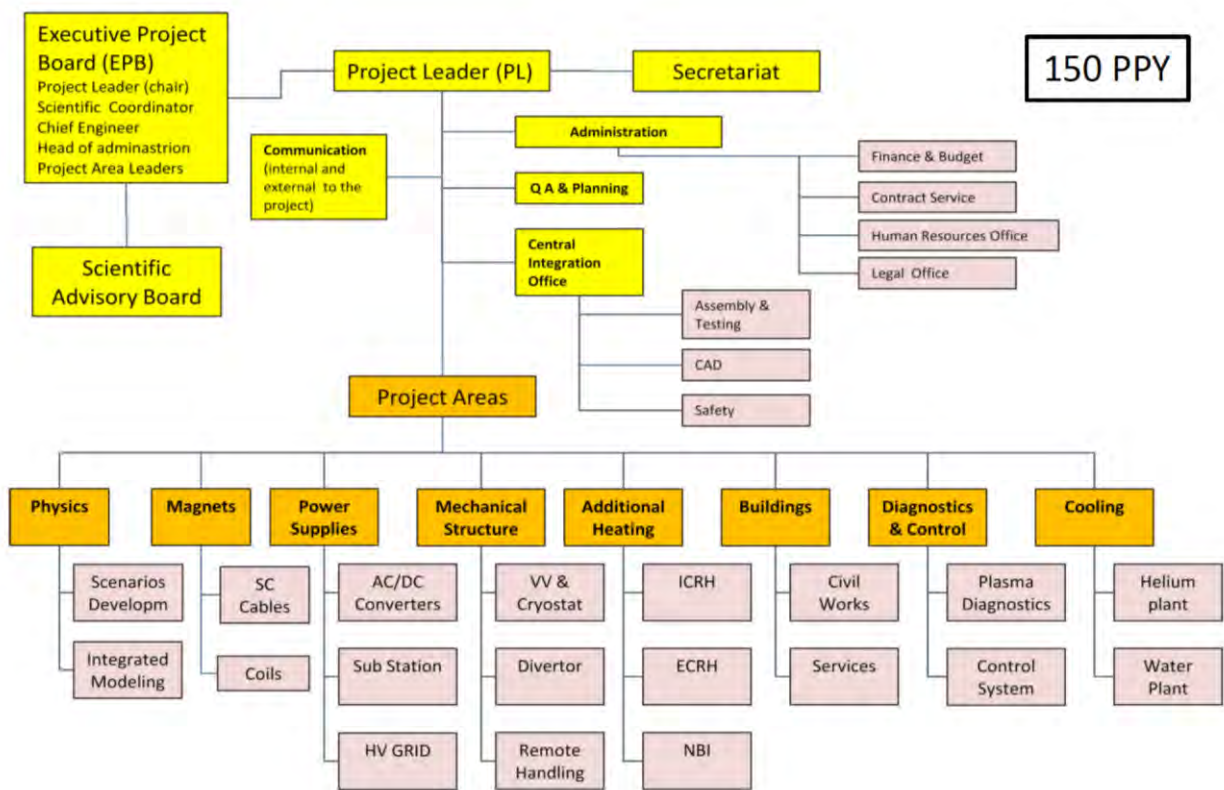 Executive Project
Board (EPB)
Project Leader (chair)
Scientific Coordinator
Chief Engineer
Head of adminastrion
Project Area Leaders
Project Leader (PL)
Secretariat
150 PPY
Communication
(internal and
external to the
project)
Administration
Q A & Planning
Central
Integration
Office
Finance & Budget
Contract Service
Human Resources Office
Legal Office
Scientific
Advisory Board
Assembly &
Testing
CAD
Safety
Project Areas
Physics
Scenarios
Developm
Integrated
Modeling
Magnets
SC
Cables
Coils
Power
Supplies
AC/DC
Converters
Sub Station
HV GRID
Mechanical
Structure
VV &
Cryostat
Divertor
Remote
Handling
Additional
Heating
ICRH
ECRH
NBI
Buildings
Civil
Works
Services
Diagnostics
& Control
Plasma
Diagnostics
Control
System
Cooling
Helium
plant
Water
Plant